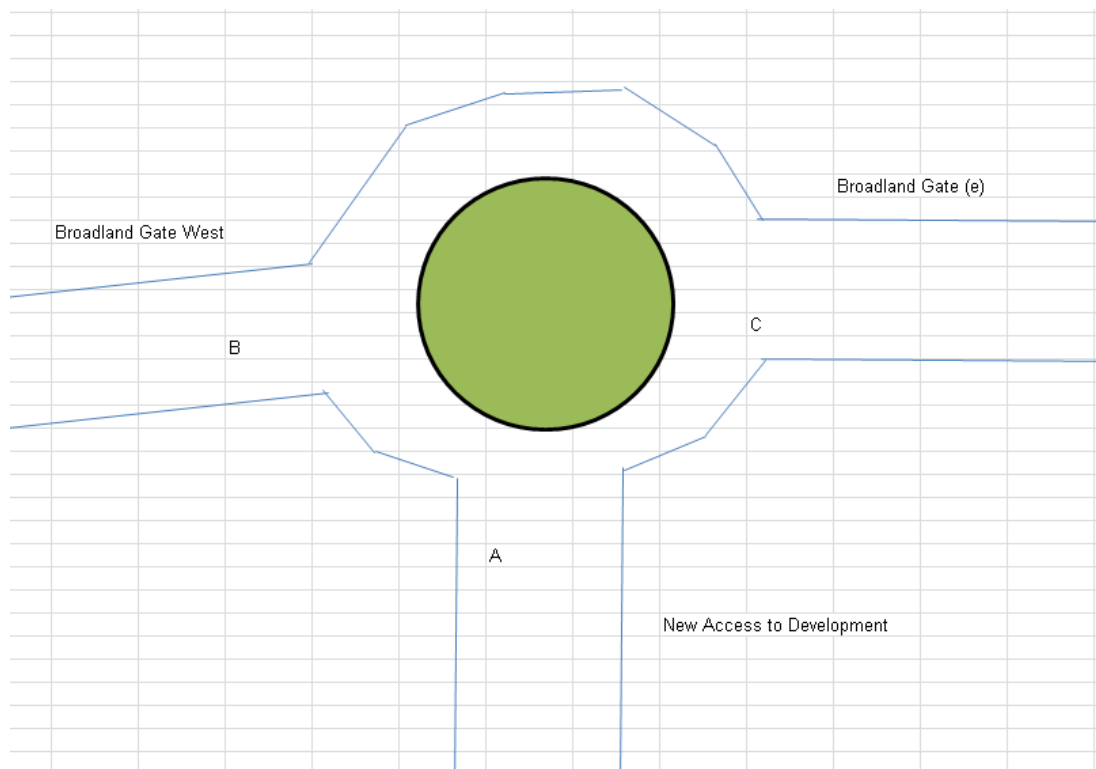 Broadland Gate (e)
Broadland Gate West
C
B
A
New Access to Development